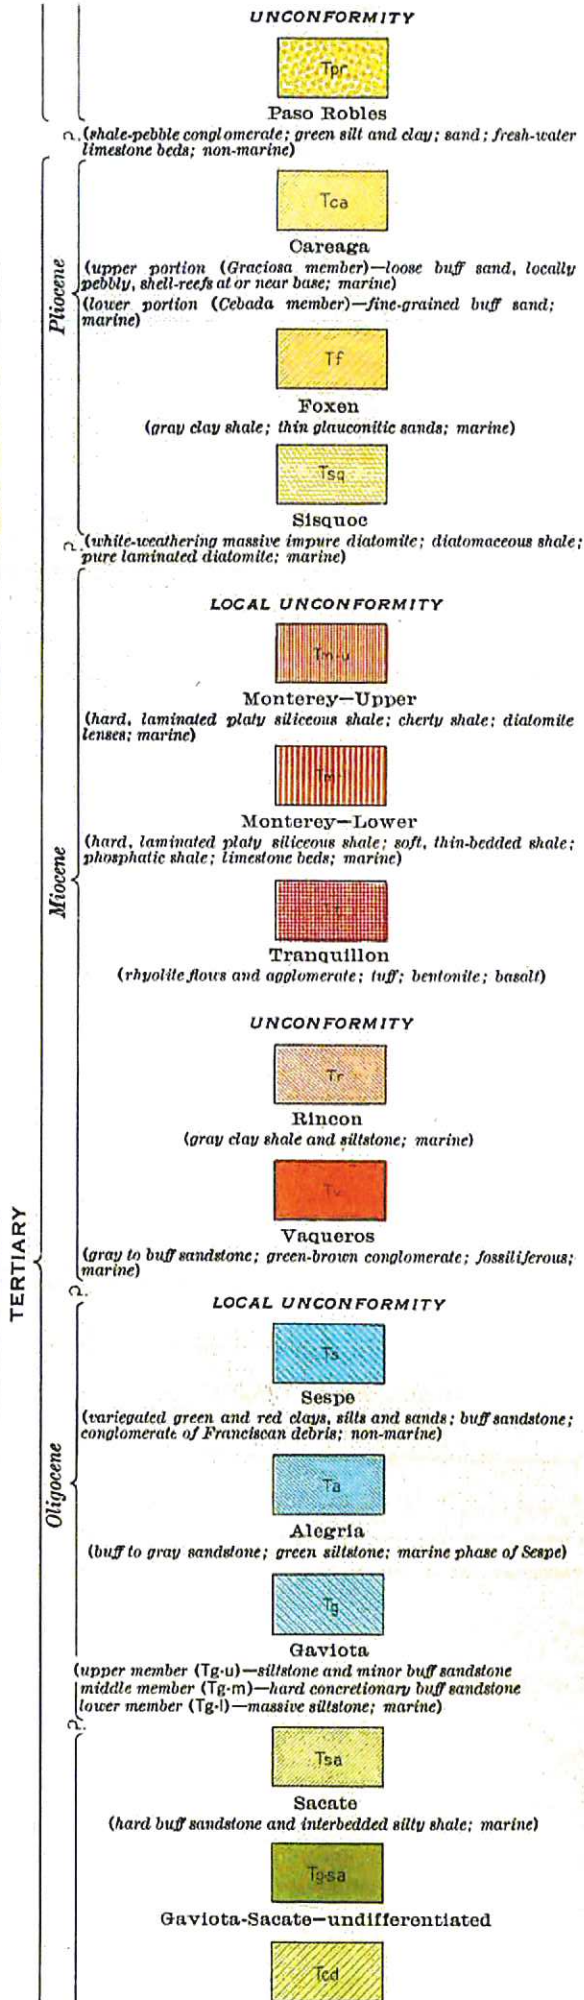 UNCONFORMITY
Tpr
Paso Robles
?
(shale-pebble conglomerate; green silt and clay; sand; fresh-water
limestone beds; non-marine)
Tca
Careaga
(upper portion (Graciosa member)—loose buff sand, locally
pebbly, shell-reefs at or near base; marine)
(lower portion (Cebada member)—fine-grained buff sand;
marine)
Pliocene
Tf
Foxen
(gray clay shale; thin glauconitic sands; marine)
Tsq
Sisquoc
?
(white-weathering massive impure diatomite; diatomaceous shale;
pure laminated diatomite; marine)
LOCAL UNCONFORMITY
Tm-u
Monterey—Upper
(hard, laminated platy siliceous shale; cherty shale; diatomite
lenses; marine)
Monterey—Lower
(hard, laminated platy siliceous shale; soft, thin-bedded shale;
phosphatic shale; limestone beds; marine)
Miocene
Tranquillon
(rhyolite flows and agglomerate; tuff; bentonite; basalt)
UNCONFORMITY
Tr
Rincon
(gray clay shale and siltstone; marine)
Tv
Vaqueros
(gray to buff sandstone; green-brown conglomerate; fossiliferous;
marine)
TERTIARY
?
LOCAL UNCONFORMITY
Ts
Sespe
(variegated green and red clays, silts and sands; buff sandstone;
conglomerate of Franciscan debris; non-marine)
Oligocene
Ta
Alegria
(buff to gray sandstone; green siltstone; marine phase of Sespe)
Tg
Gaviota
(upper member (Tg-u)—siltstone and minor buff sandstone
middle member (Tg-m)—hard concretionary buff sandstone
lower member (Tg-l)—massive siltstone; marine)
?
Tsa
Sacate
(hard buff sandstone and interbedded silty shale; marine)
Tg-sa
Gaviota-Sacate—undifferentiated
Tcd